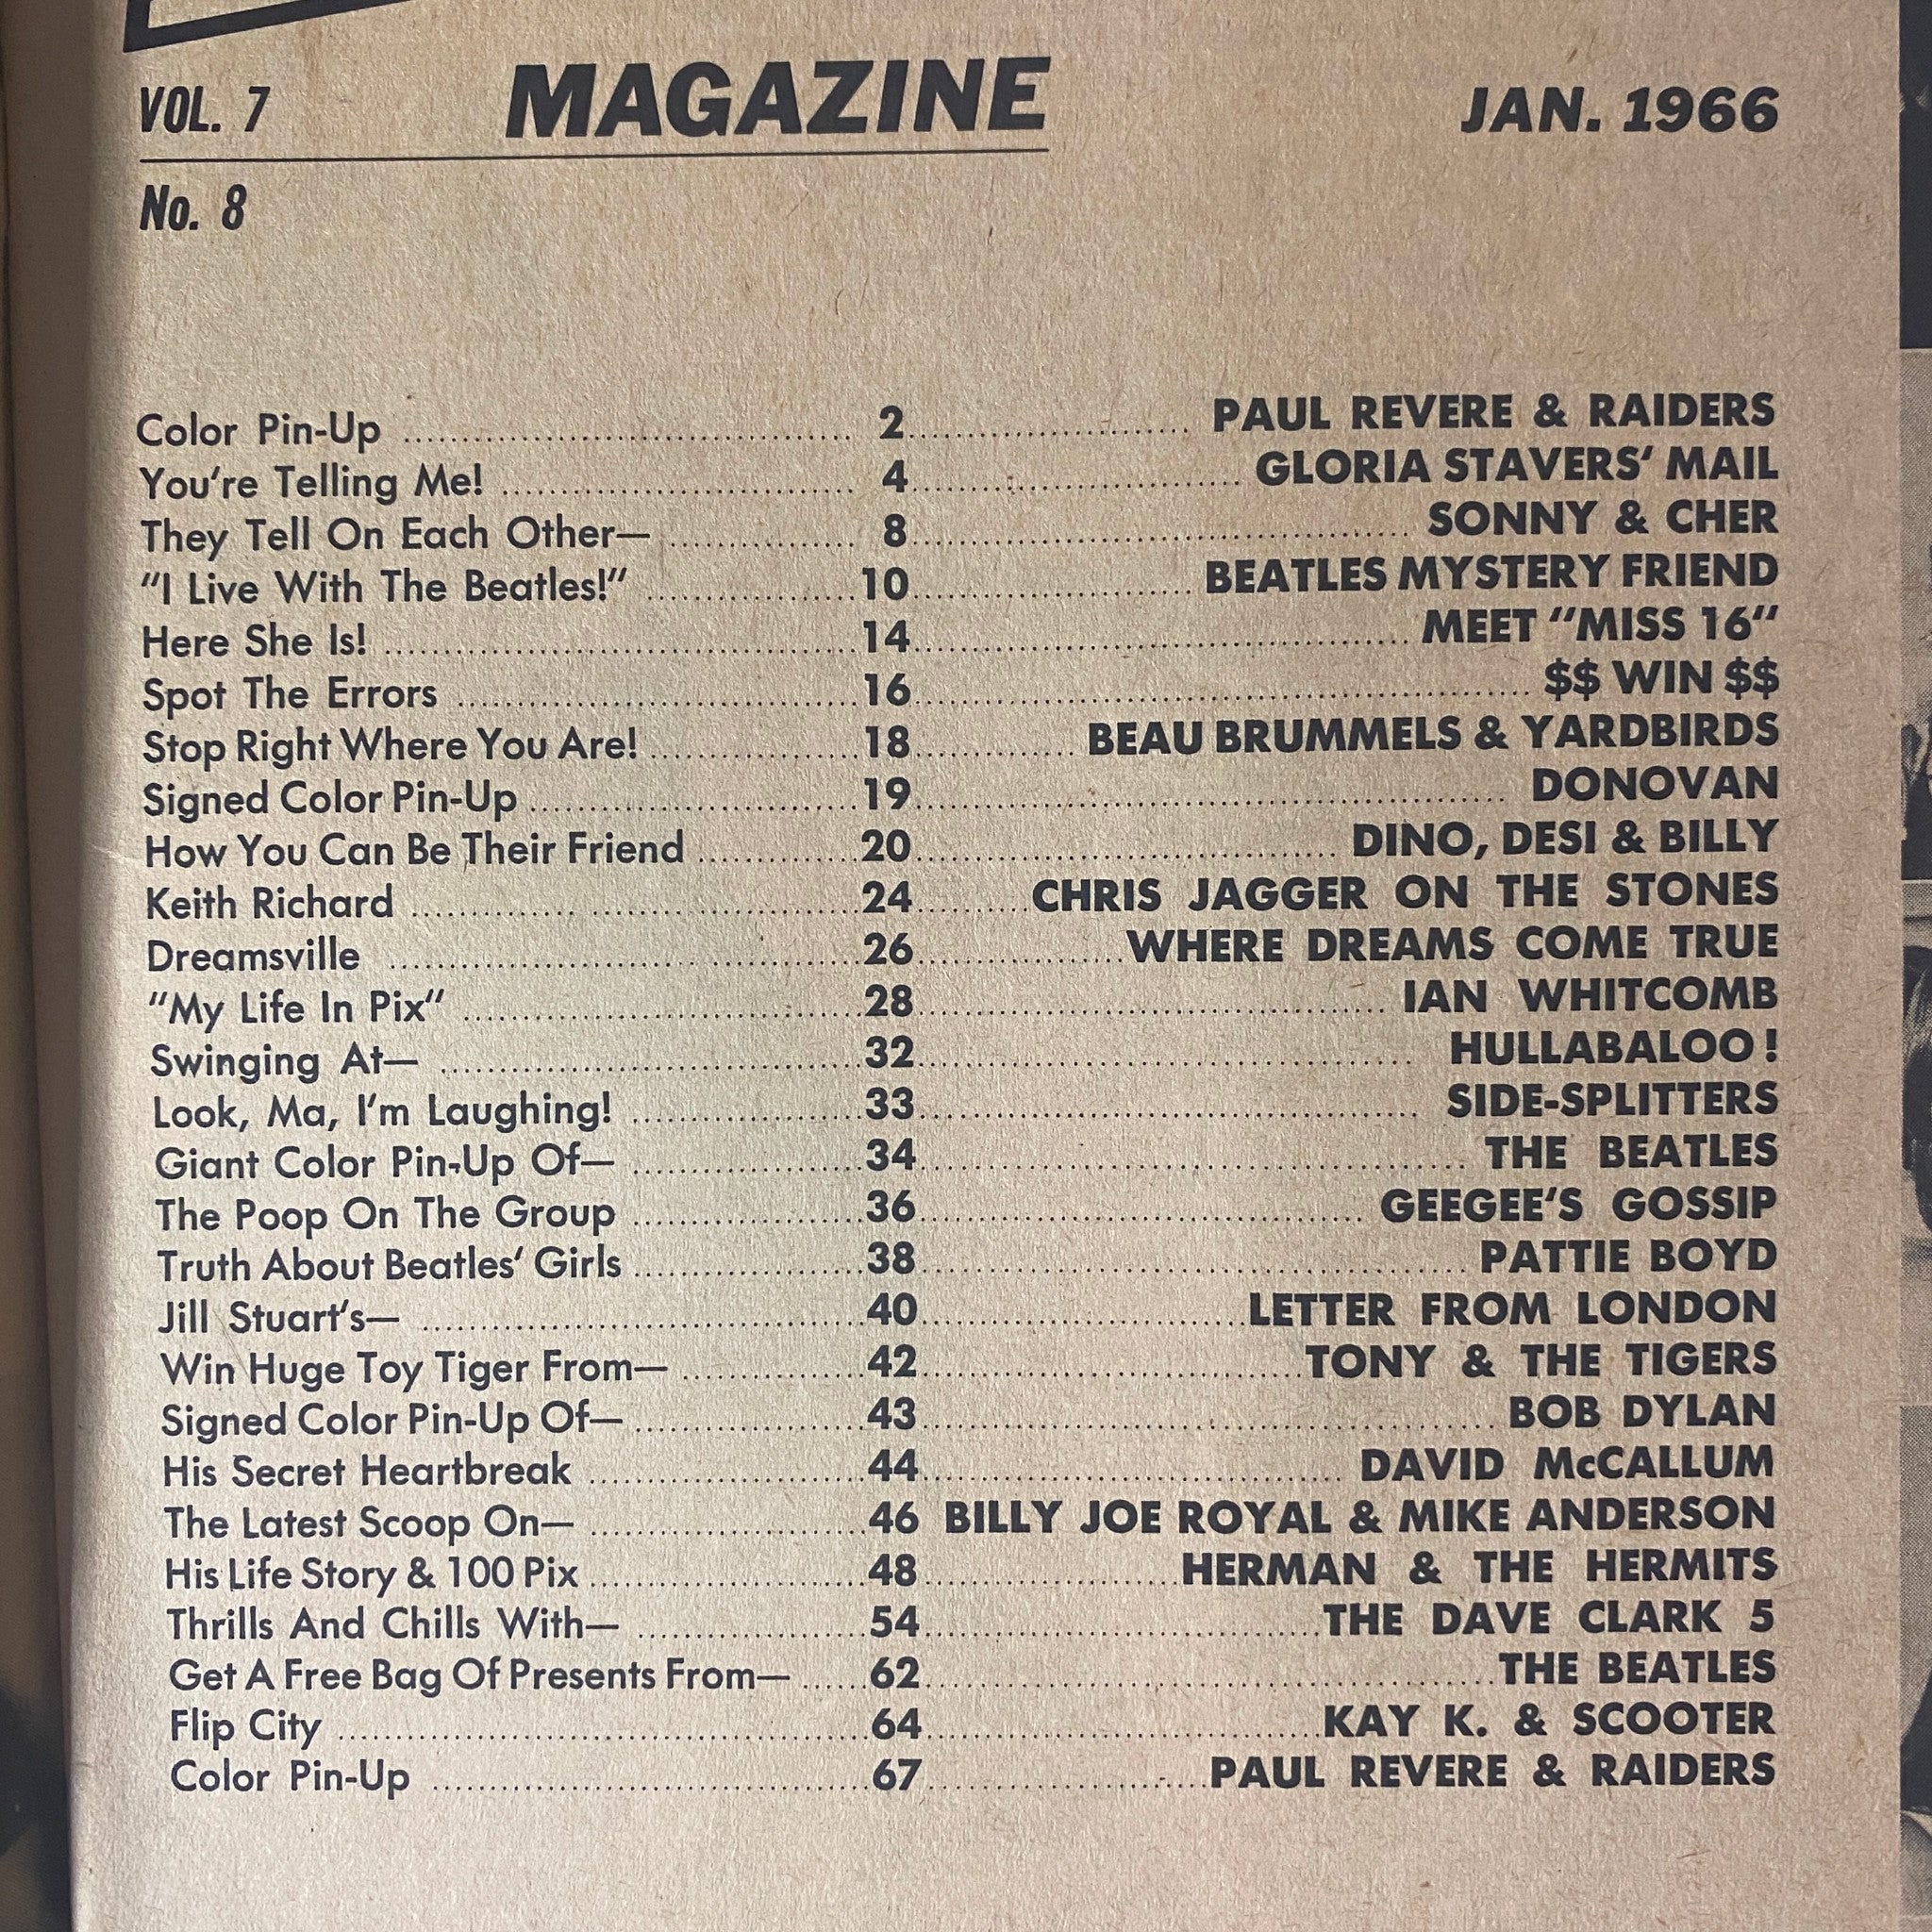 VOL. 7 MAGAZINE JAN. 1966
No. 8
Color Pin-Up 2 PAUL REVERE & RAIDERS
You're Telling Me! 4 GLORIA STAVERS' MAIL
They Tell On Each Other— 8 SONNY & CHER
"I Live With The Beatles!" 10 BEATLES MYSTERY FRIEND
Here She Is! 14 MEET "MISS 16"
Spot The Errors 16 $$ WIN $$
Stop Right Where You Are! 18 BEAU BRUMMELS & YARDBIRDS
Signed Color Pin-Up 19 DONOVAN
How You Can Be Their Friend 20 DINO, DESI & BILLY
Keith Richard 24 CHRIS JAGGER ON THE STONES
Dreamsville 26 WHERE DREAMS COME TRUE
"My Life In Pix" 28 IAN WHITCOMB
Swinging At— 32 HULLABALOO!
Look, Ma, I'm Laughing! 33 SIDE-SPLITTERS
Giant Color Pin-Up Of— 34 THE BEATLES
The Poop On The Group 36 GEEGEE'S GOSSIP
Truth About Beatles' Girls 38 PATTIE BOYD
Jill Stuart's— 40 LETTER FROM LONDON
Win Huge Toy Tiger From— 42 TONY & THE TIGERS
Signed Color Pin-Up Of— 43 BOB DYLAN
His Secret Heartbreak 44 DAVID McCALLUM
The Latest Scoop On— 46 BILLY JOE ROYAL & MIKE ANDERSON
His Life Story & 100 Pix 48 HERMAN & THE HERMITS
Thrills And Chills With— 54 THE DAVE CLARK 5
Get A Free Bag Of Presents From— 62 THE BEATLES
Flip City 64 KAY K. & SCOOTER
Color Pin-Up 67 PAUL REVERE & RAIDERS